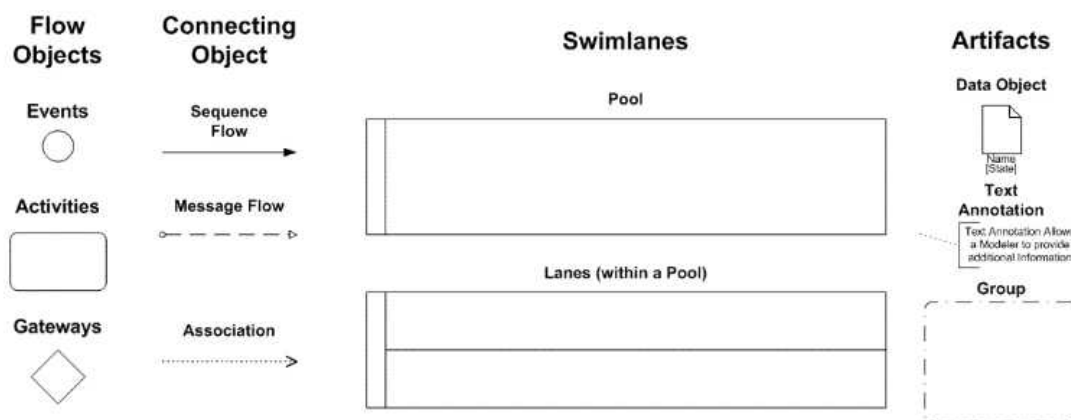 Flow
Objects
Events
Activities
Gateways
Connecting
Object
Sequence
Flow
Message Flow
Association
Swimlanes
Pool
Lanes (within a Pool)
Artifacts
Data Object
Name
[State]
Text
Annotation
Text Annotation Allows
a Modeler to provide
additional Information
Group